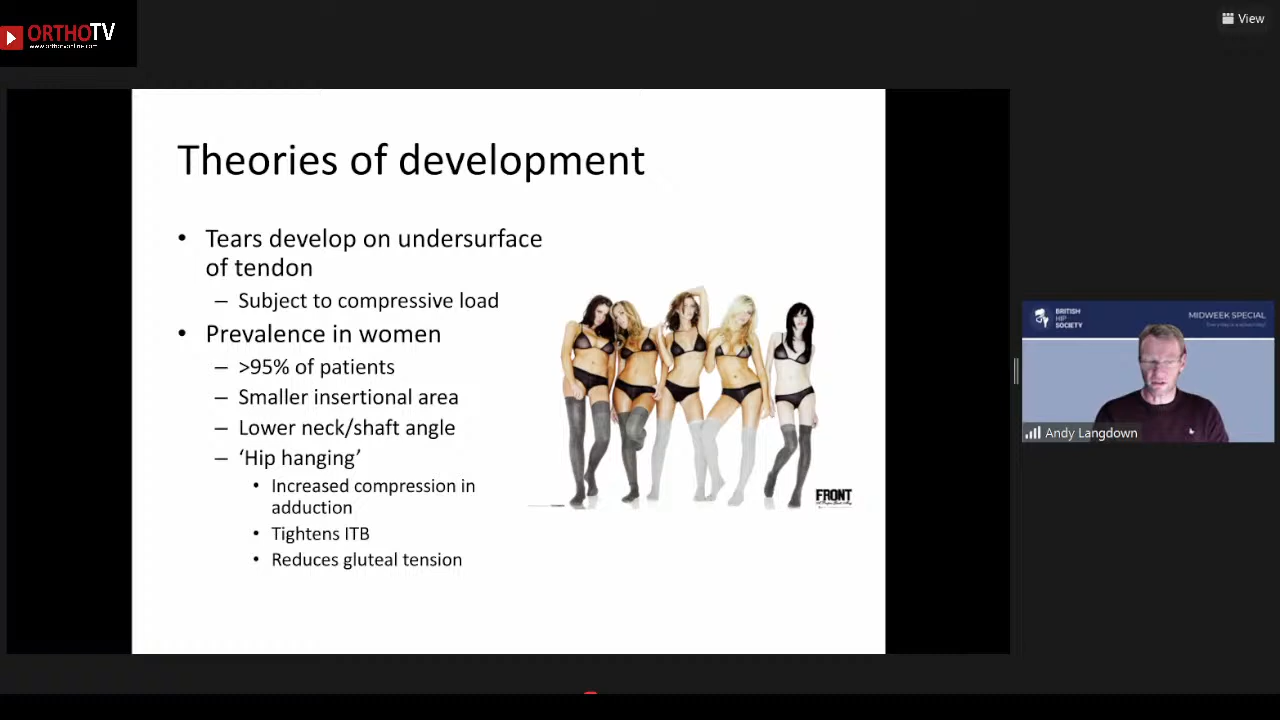 ORTHOTV
View
Theories of development
• Tears develop on undersurface
of tendon
– Subject to compressive load
• Prevalence in women
– >95% of patients
– Smaller insertional area
– Lower neck/shaft angle
– ‘Hip hanging’
• Increased compression in
adduction
• Tightens ITB
• Reduces gluteal tension
FRONT
BRITISH
HIP
SOCIETY
MIDWEEK SPECIAL
Andy Langdown